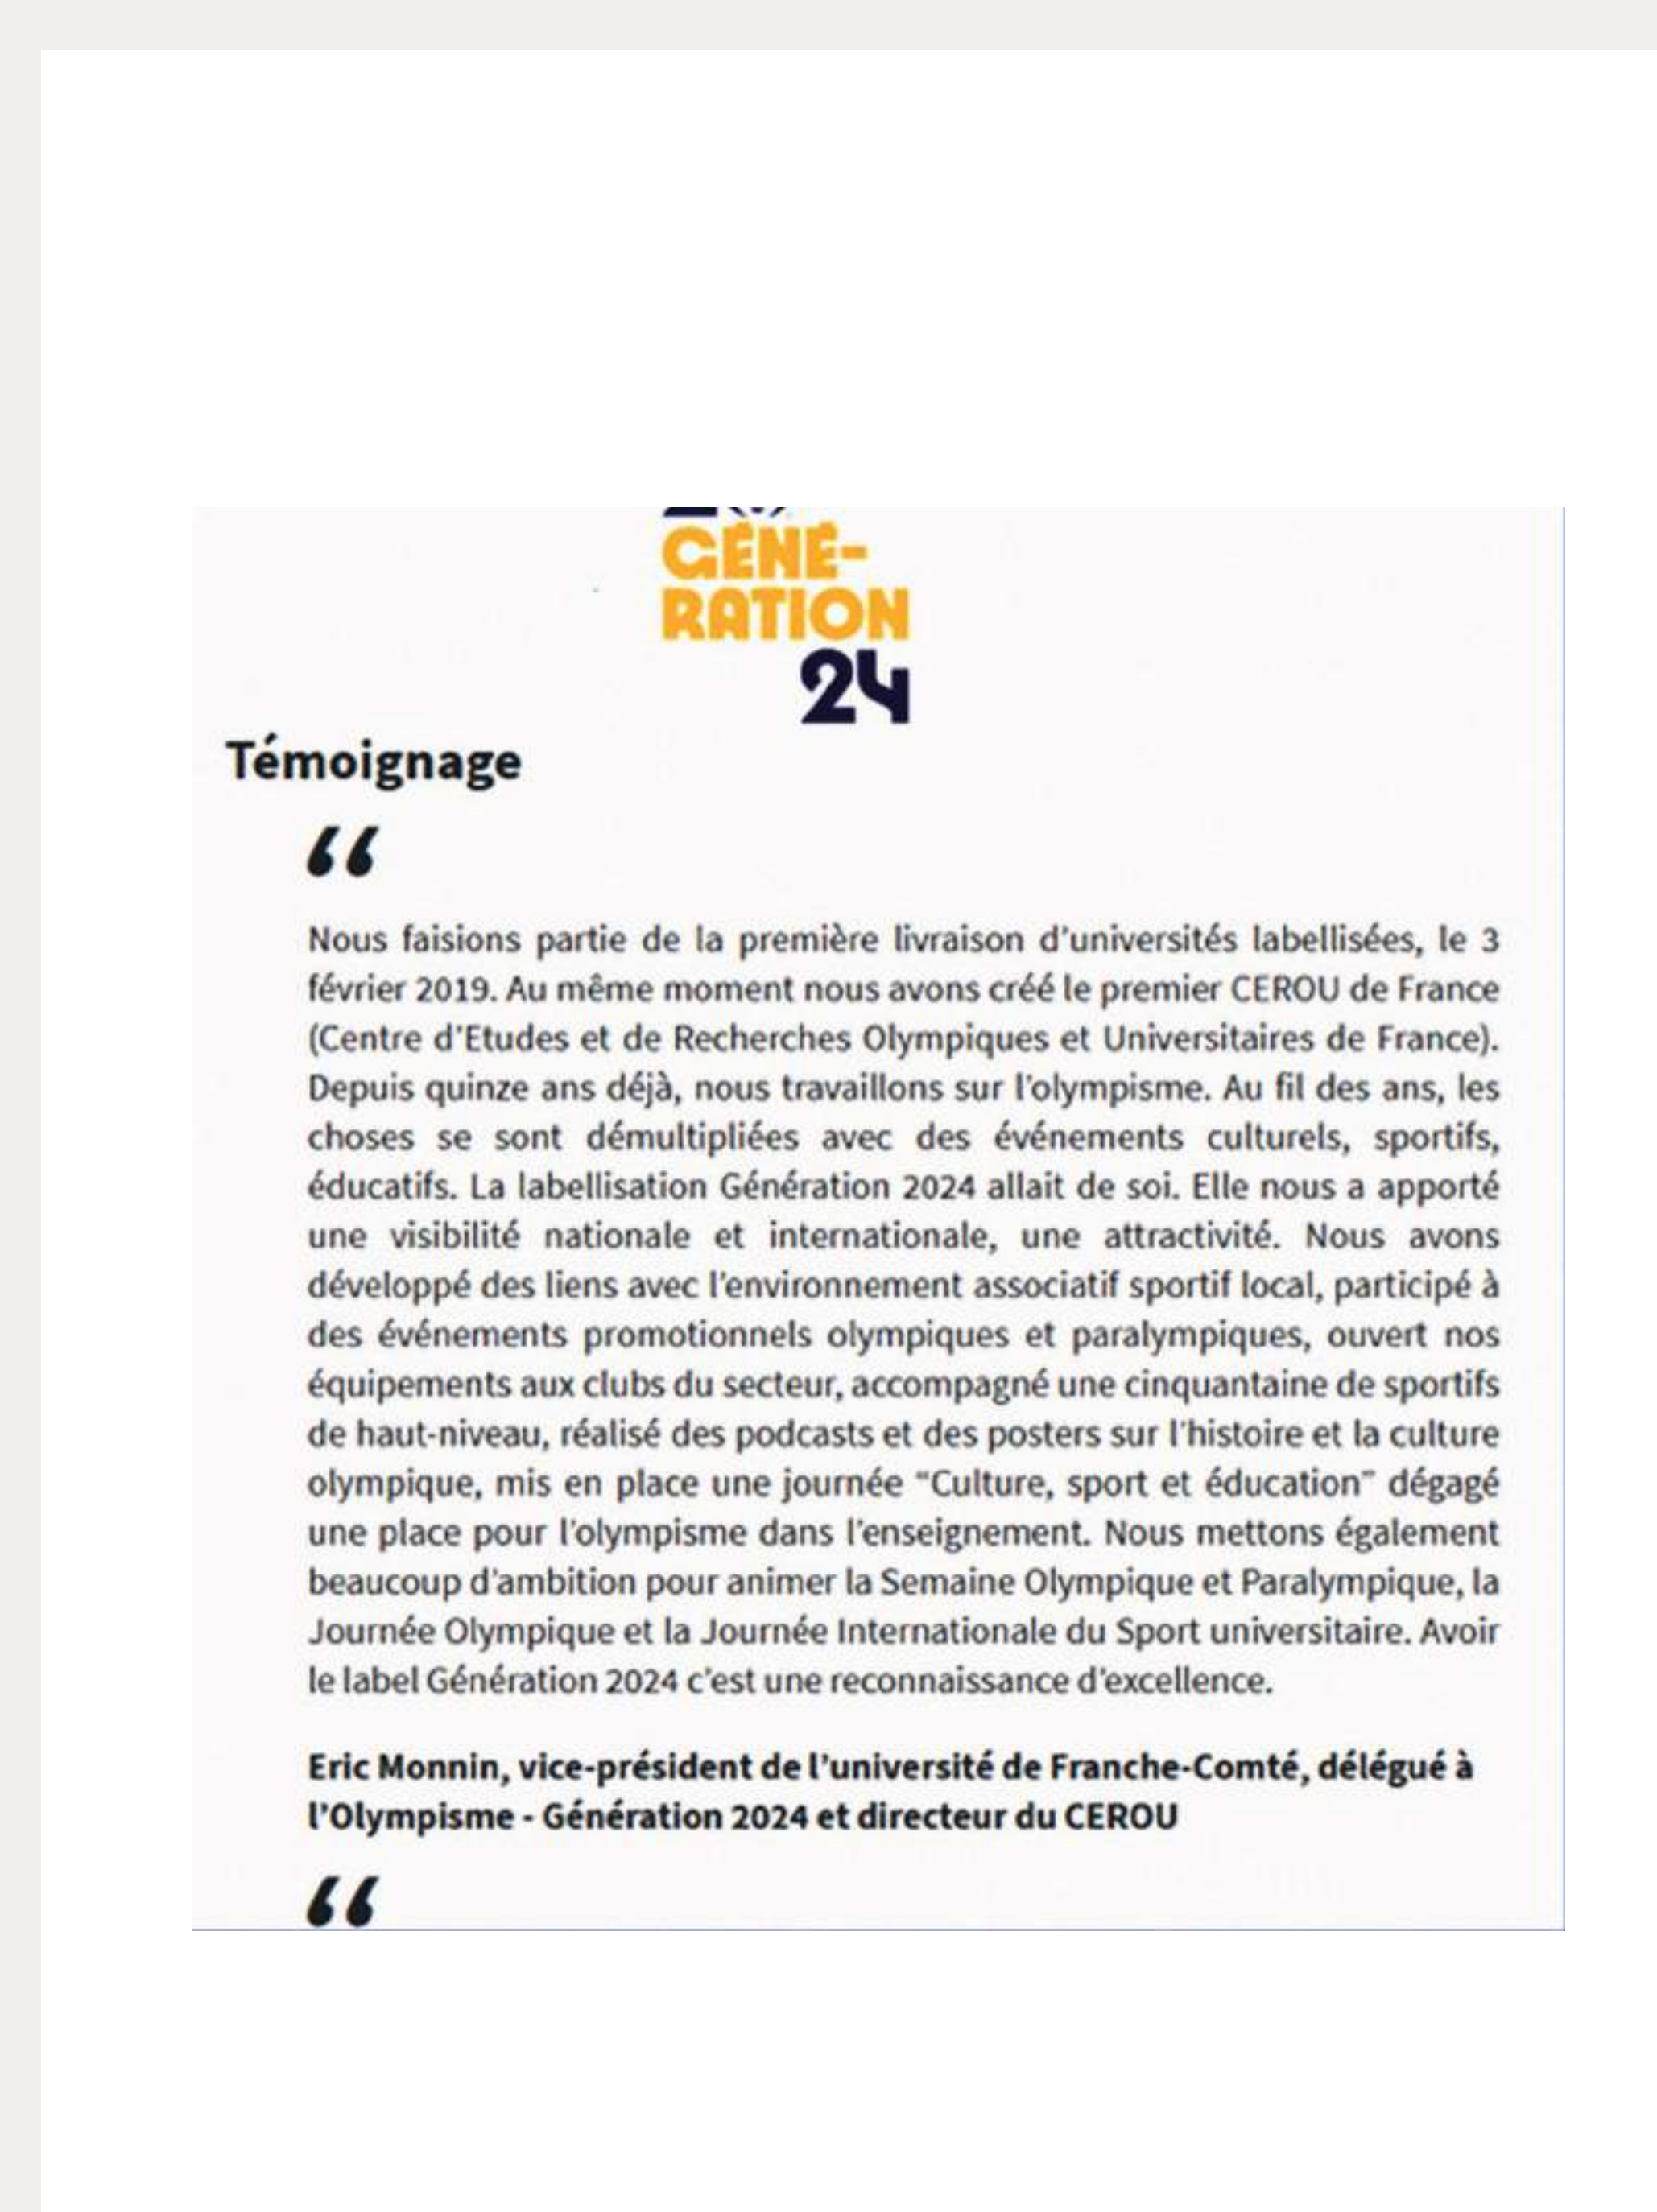 GÉNÉ-
RATION
24
Témoignage
“
Nous faisions partie de la première livraison d'universités labellisées, le 3
février 2019. Au même moment nous avons créé le premier CEROU de France
(Centre d'Etudes et de Recherches Olympiques et Universitaires de France).
Depuis quinze ans déjà, nous travaillons sur l'olympisme. Au fil des ans, les
choses se sont démultipliées avec des événements culturels, sportifs,
éducatifs. La labellisation Génération 2024 allait de soi. Elle nous a apporté
une visibilité nationale et internationale, une attractivité. Nous avons
développé des liens avec l'environnement associatif sportif local, participé à
des événements promotionnels olympiques et paralympiques, ouvert nos
équipements aux clubs du secteur, accompagné une cinquantaine de sportifs
de haut-niveau, réalisé des podcasts et des posters sur l'histoire et la culture
olympique, mis en place une journée “Culture, sport et éducation” dégagé
une place pour l'olympisme dans l'enseignement. Nous mettons également
beaucoup d'ambition pour animer la Semaine Olympique et Paralympique, la
Journée Olympique et la Journée Internationale du Sport universitaire. Avoir
le label Génération 2024 c'est une reconnaissance d'excellence.
Eric Monnin, vice-président de l'université de Franche-Comté, délégué à
l'Olympisme - Génération 2024 et directeur du CEROU
“